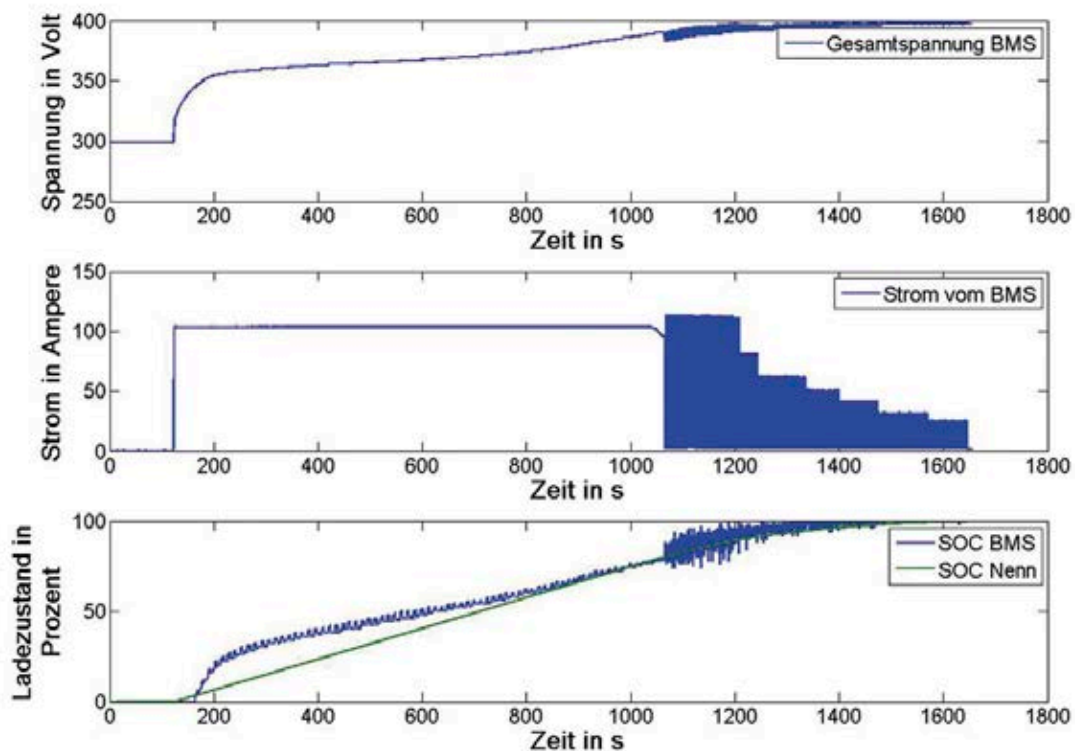 Spannung in Volt
400
350
300
250
Gesamtspannung BMS
0 200 400 600 800 1000 1200 1400 1600 1800
Zeit in s
Strom in Ampere
150
100
50
0
Strom vom BMS
0 200 400 600 800 1000 1200 1400 1600 1800
Zeit in s
Ladezustand in
Prozent
100
50
0
SOC BMS
SOC Nenn
0 200 400 600 800 1000 1200 1400 1600 1800
Zeit in s